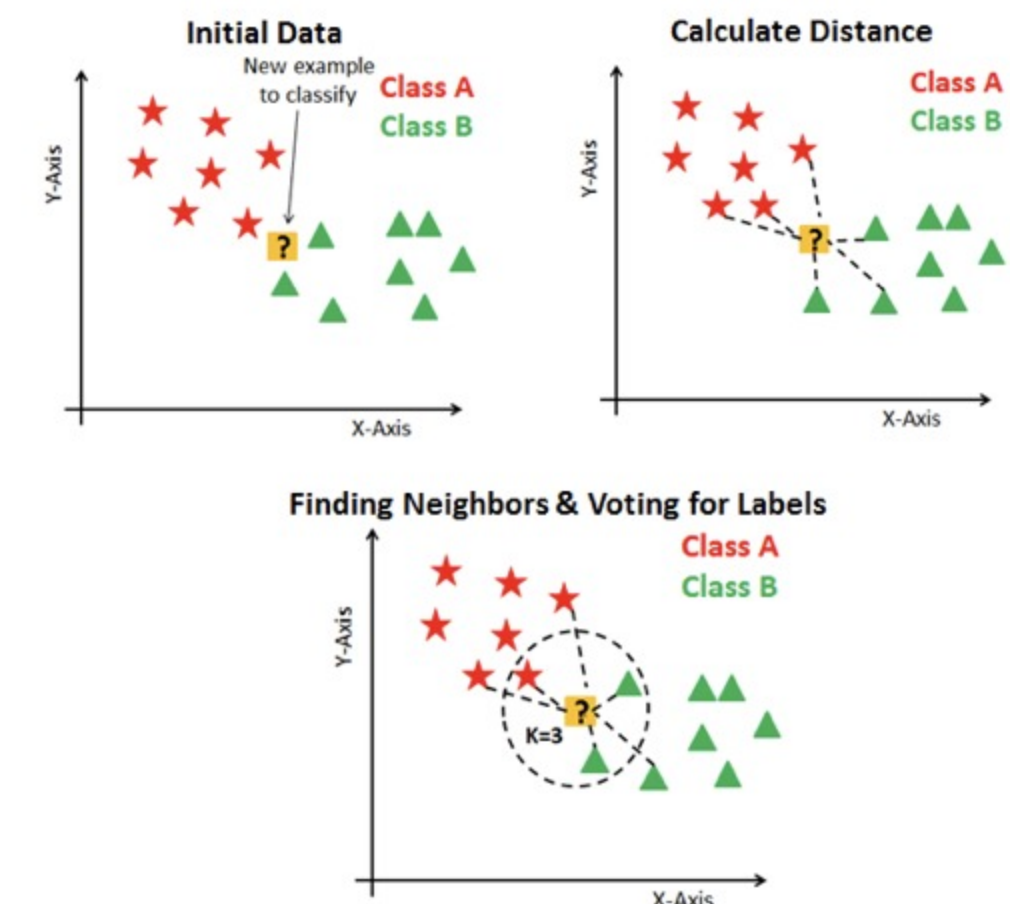 Initial Data
New example
to classify
Class A
Class B
Y-Axis
?
X-Axis
Calculate Distance
Class A
Class B
Y-Axis
?
X-Axis
Finding Neighbors & Voting for Labels
Class A
Class B
Y-Axis
?
K=3
X-Axis